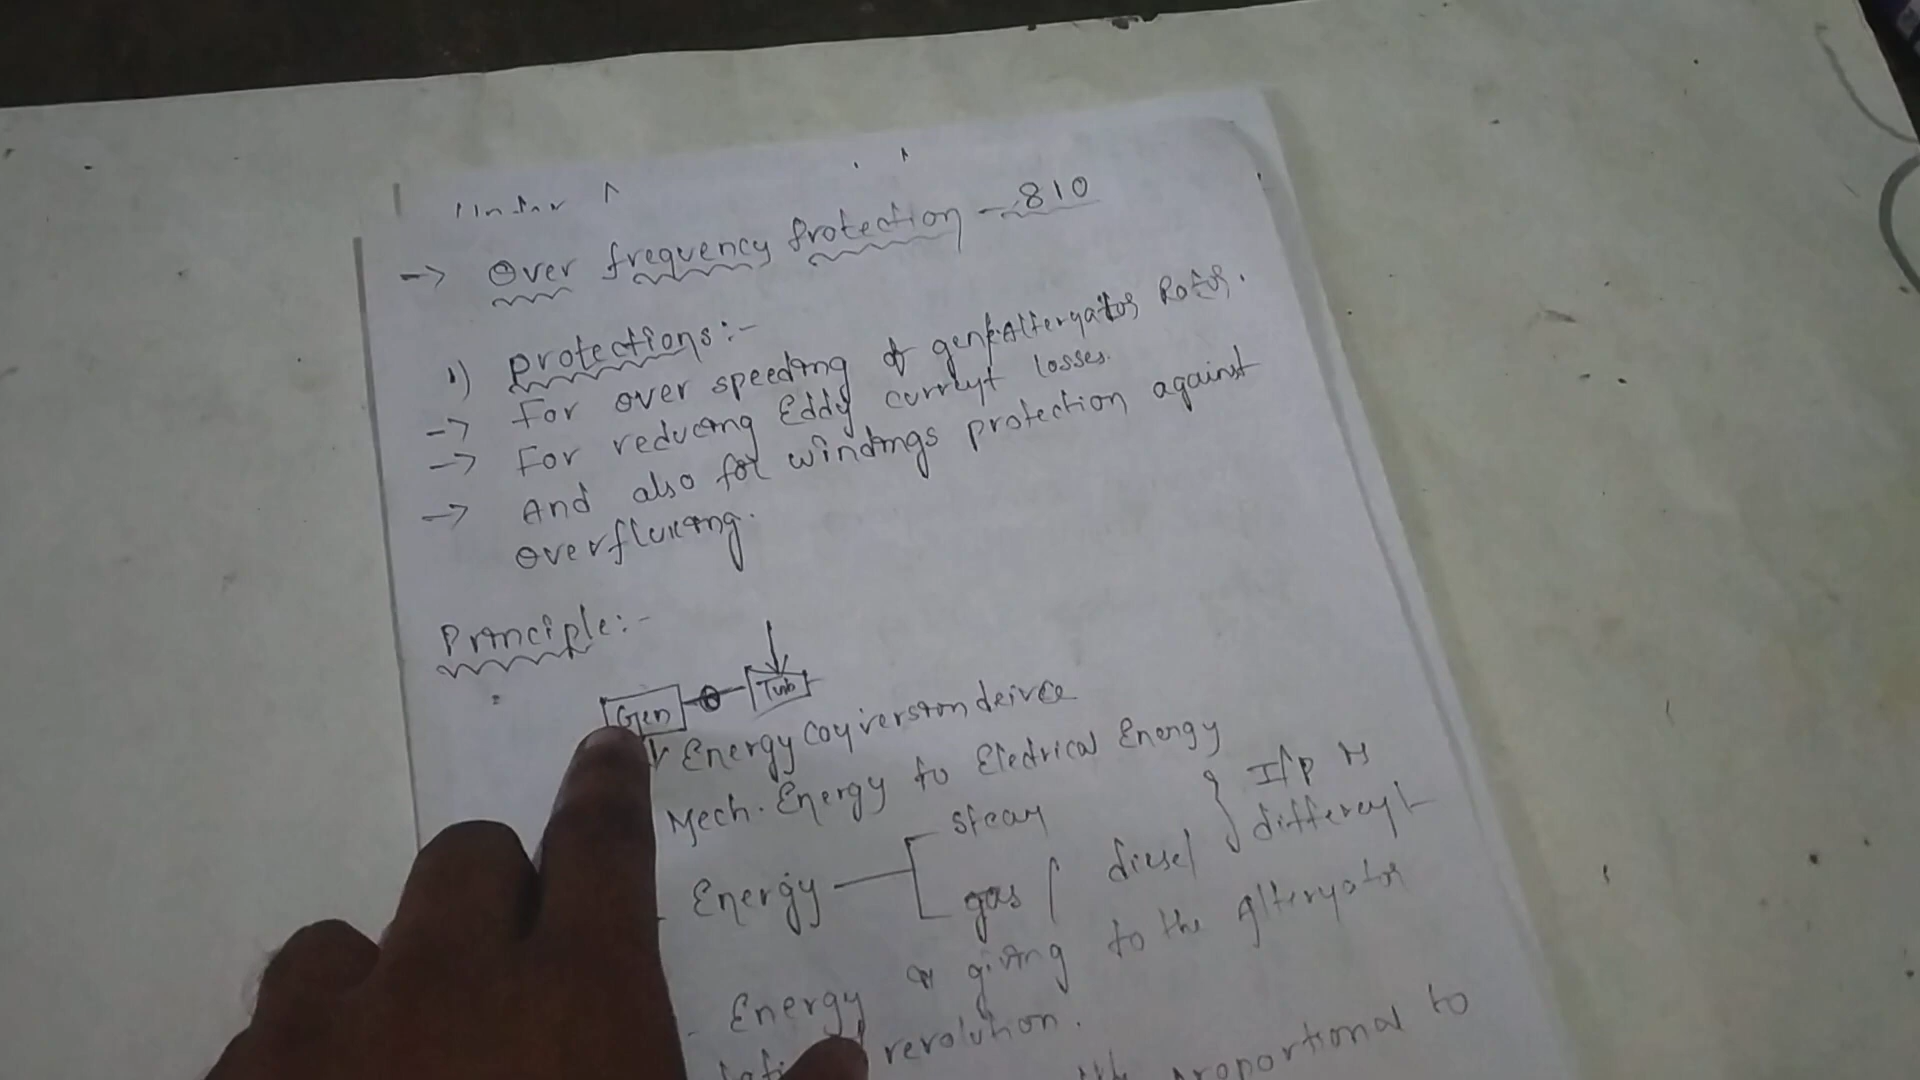 → Over frequency Protection - 810
1) Protections:-
→ For over speeding of gen/Alternator Rotor.
→ For reducing Eddy current losses.
→ And also for windings protection against
overfluxing.
Principle:-
Gen Tub
Energy conversion deivce
Mech. Energy to Electrical Energy
Energy steam gas / diesel } I/p is different
Energy giving to the Alternator
revolution.
proportional to